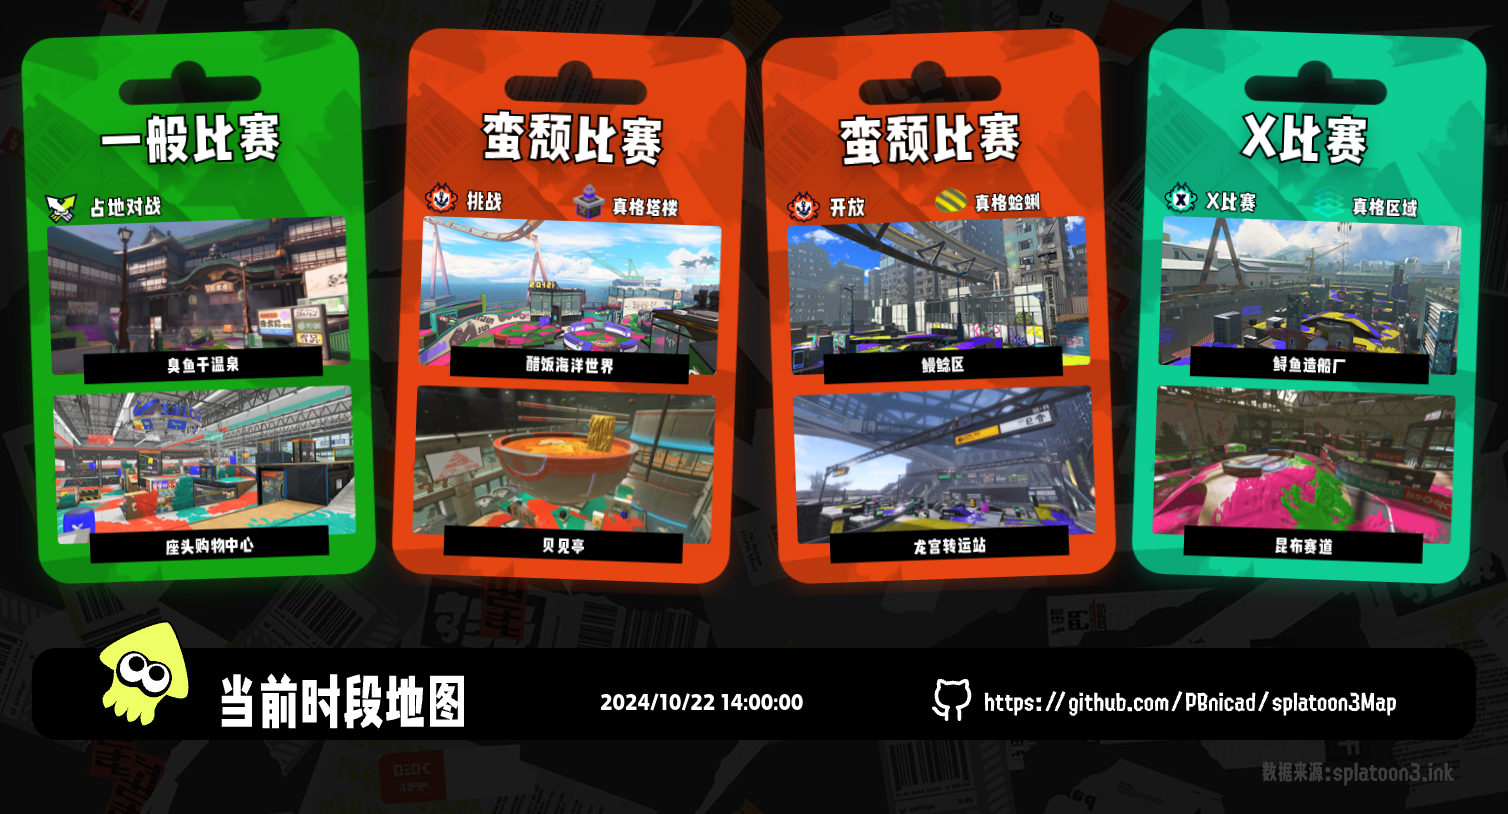 一般比赛
占地对战
臭鱼干温泉
座头购物中心
蛮颓比赛
挑战
真格塔楼
醋饭海洋世界
贝见亭
蛮颓比赛
开放
真格蛤蜊
鳗鲶区
龙宫转运站
X比赛
X比赛
真格区域
鲟鱼造船厂
昆布赛道
当前时段地图
2024/10/22 14:00:00
https://github.com/PBnicad/splatoon3Map
数据来源:splatoon3.ink